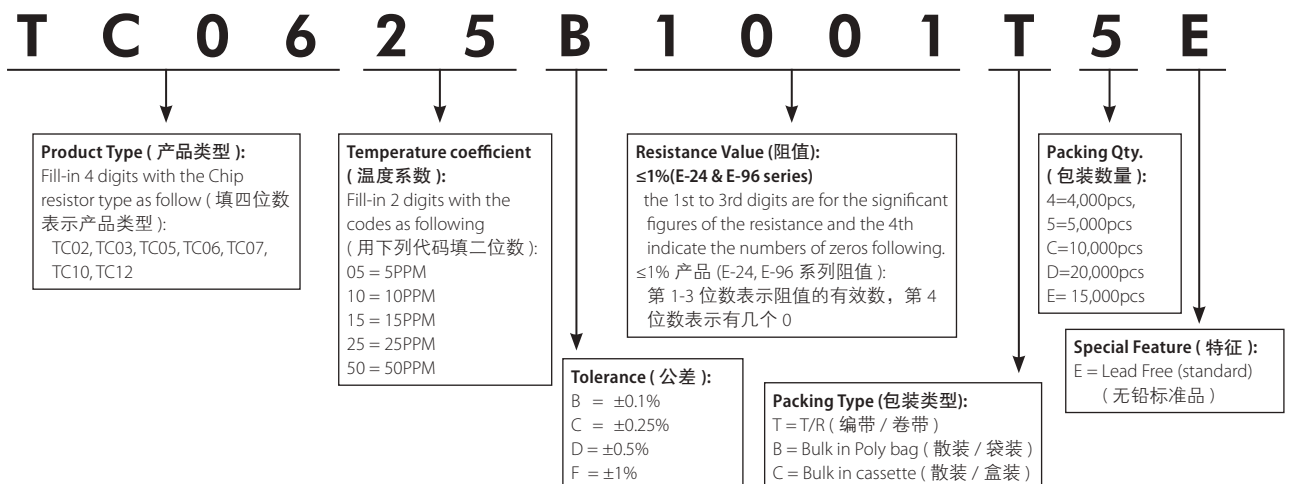 T C 0 6 2 5 B 1 0 0 1 T 5 E
Product Type ( 产品类型 ):
Fill-in 4 digits with the Chip
resistor type as follow ( 填四位数
表示产品类型 ):
TC02, TC03, TC05, TC06, TC07,
TC10, TC12
Temperature coefficient
( 温度系数 ):
Fill-in 2 digits with the
codes as following
( 用下列代码填二位数 ):
05 = 5PPM
10 = 10PPM
15 = 15PPM
25 = 25PPM
50 = 50PPM
Tolerance ( 公差 ):
B = ±0.1%
C = ±0.25%
D = ±0.5%
F = ±1%
Resistance Value (阻值):
≤1%(E-24 & E-96 series)
the 1st to 3rd digits are for the significant
figures of the resistance and the 4th
indicate the numbers of zeros following.
≤1% 产品 (E-24, E-96 系列阻值 ):
第 1-3 位数表示阻值的有效数，第 4
位数表示有几个 0
Packing Type (包装类型):
T = T/R ( 编带 / 卷带 )
B = Bulk in Poly bag ( 散装 / 袋装 )
C = Bulk in cassette ( 散装 / 盒装 )
Packing Qty.
( 包装数量 ):
4=4,000pcs,
5=5,000pcs
C=10,000pcs
D=20,000pcs
E= 15,000pcs
Special Feature ( 特征 ):
E = Lead Free (standard)
( 无铅标准品 )